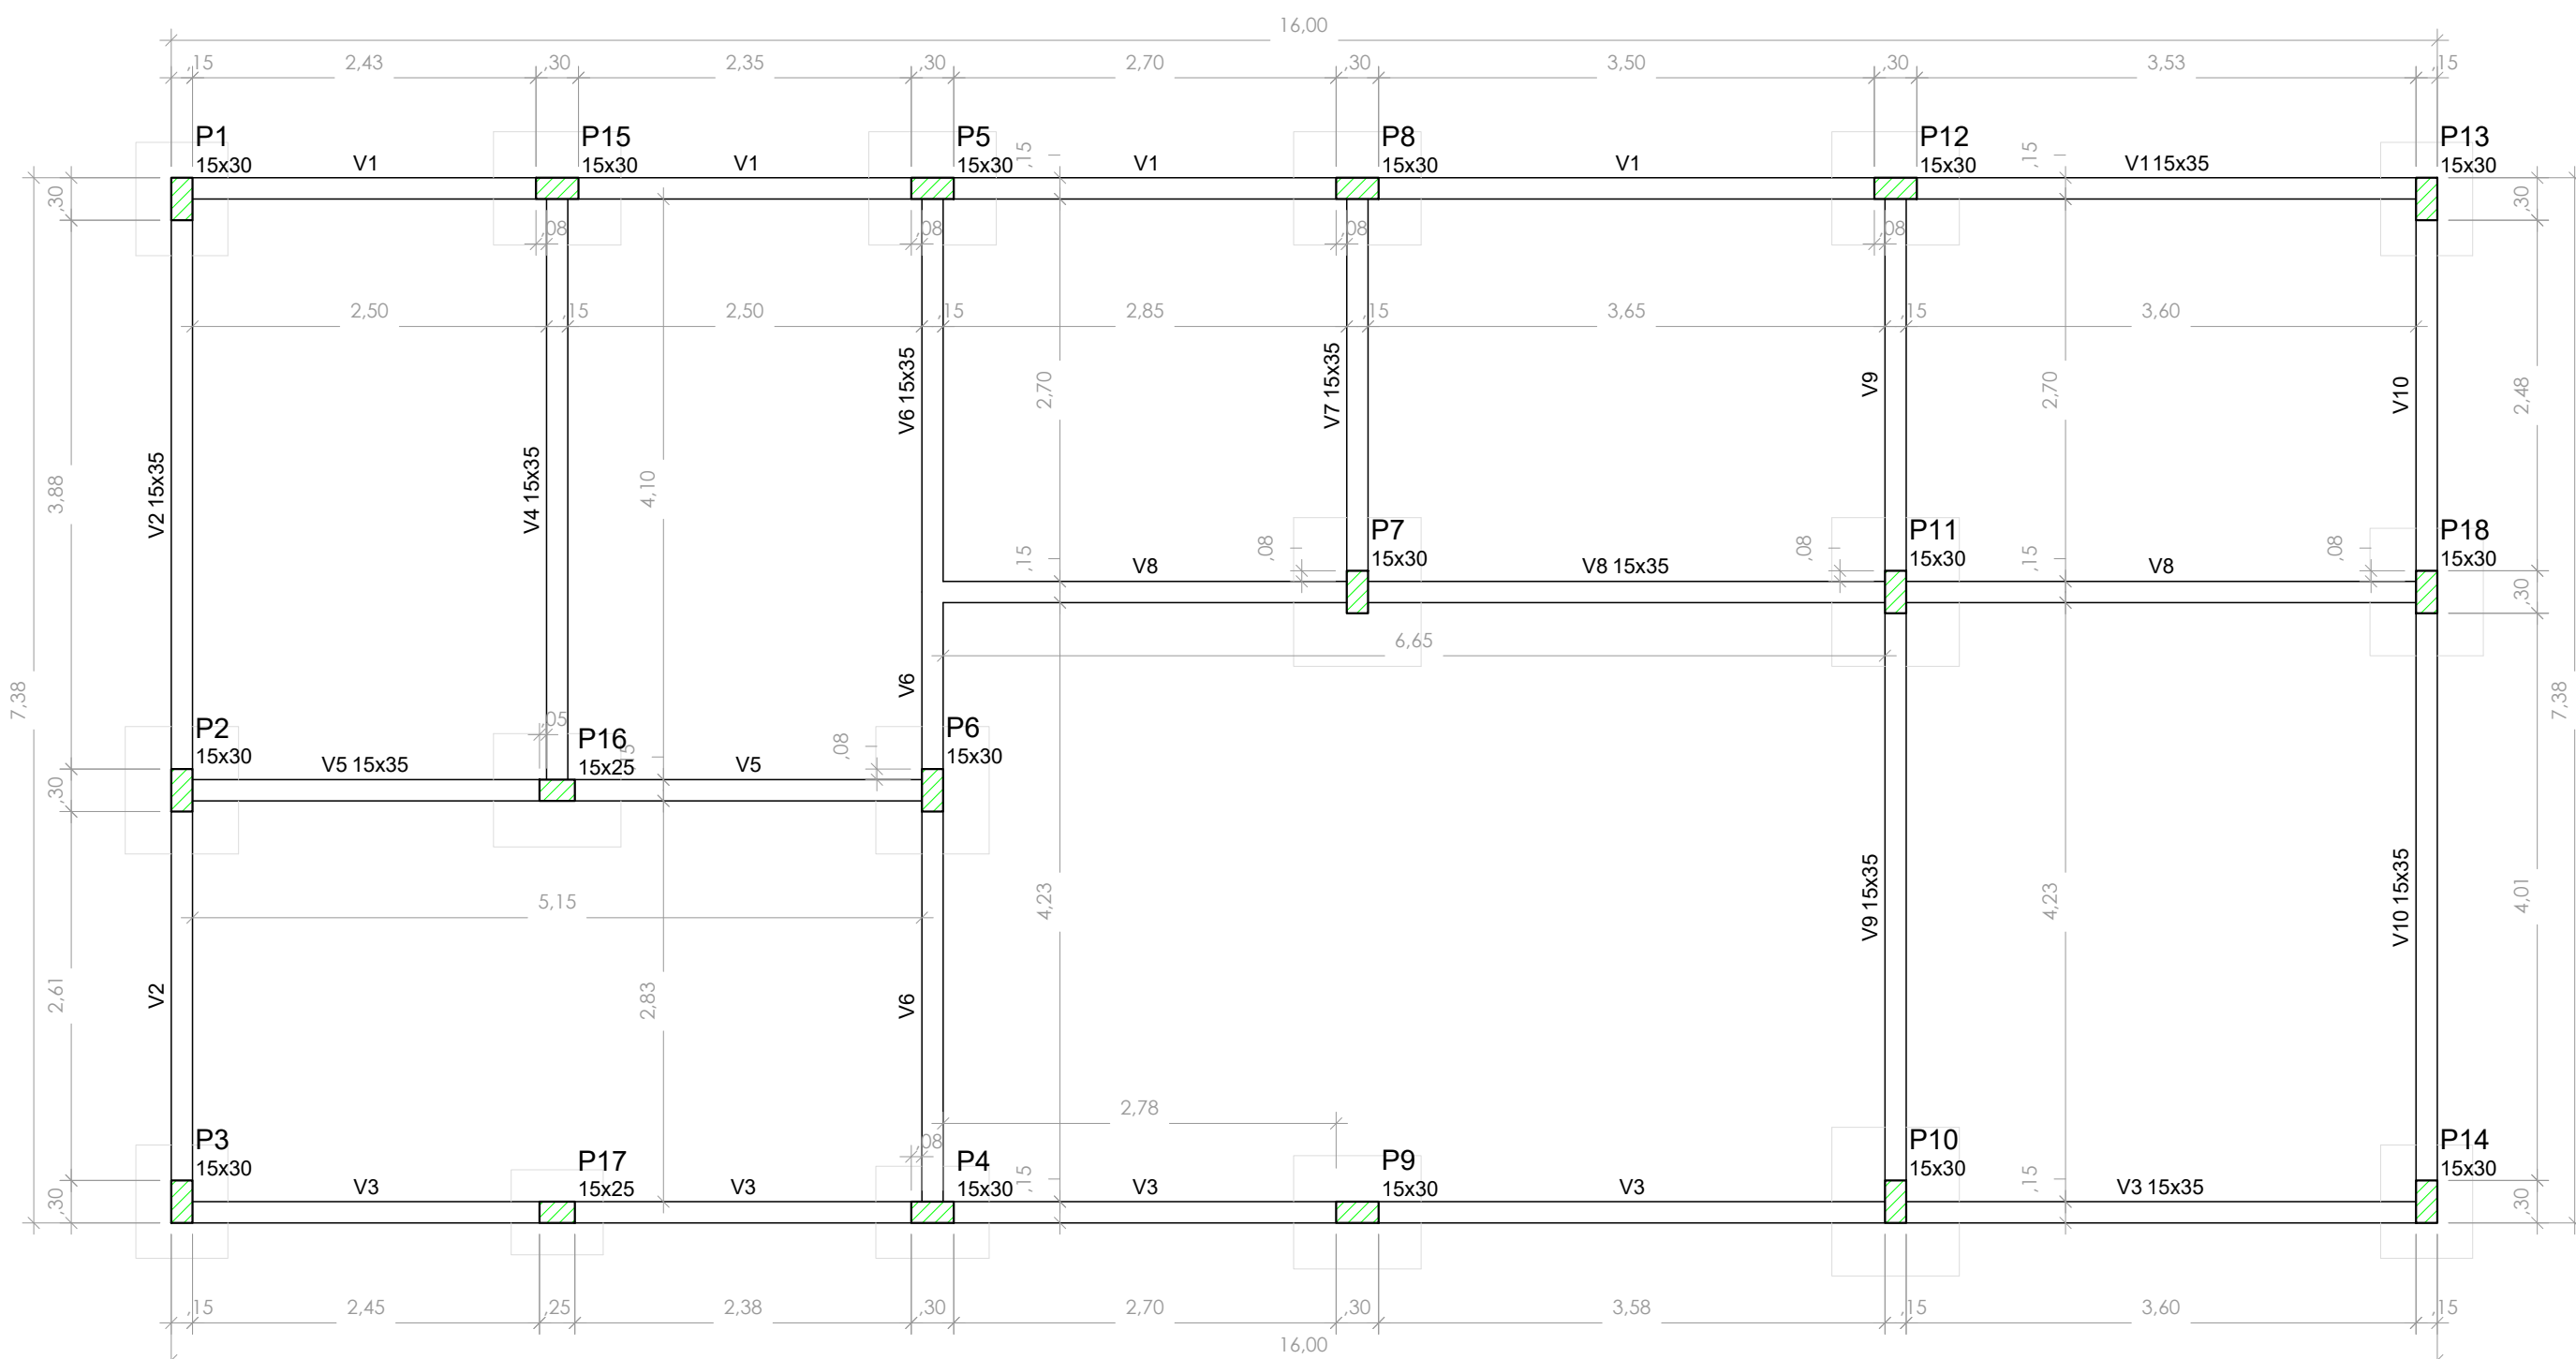 16,00
,15 2,43 ,30 2,35 ,30 2,70 ,30 3,50 ,30 3,53 ,15
P1 P15 P5 P8 P12 P13
15x30 V1 15x30 V1 15x30 ,15 V1 15x30 V1 15x30 ,15 V1 15x35 15x30
,30 ,30
,08 ,08 ,08 ,08
2,50 ,15 2,50 ,15 2,85 ,15 3,65 ,15 3,60
V6 15x35 2,70 V7 15x35 V9 2,70 V10 2,48
V2 15x35 3,88 V4 15x35 4,10
P7 P11 P18
,15 ,08 15x30 ,08 15x30 ,15 ,08 15x30
V8 V8 15x35 V8
,30
6,65
7,38 V6 7,38
P2 ,05 P16 ,08 P6
15x30 15x25 ,15 15x30
V5 15x35 V5
,30
5,15 4,23 V9 15x35 4,23 V10 15x35 4,01
2,61 V2 2,83 V6
2,78
P3 P17 ,08 P4 P9 P10 P14
15x30 15x25 15x30 ,15 15x30 15x30 ,15 15x30
V3 V3 V3 V3 V3 15x35
,30 ,30
,15 2,45 ,25 2,38 ,30 2,70 ,30 3,58 ,15 3,60 ,15
16,00